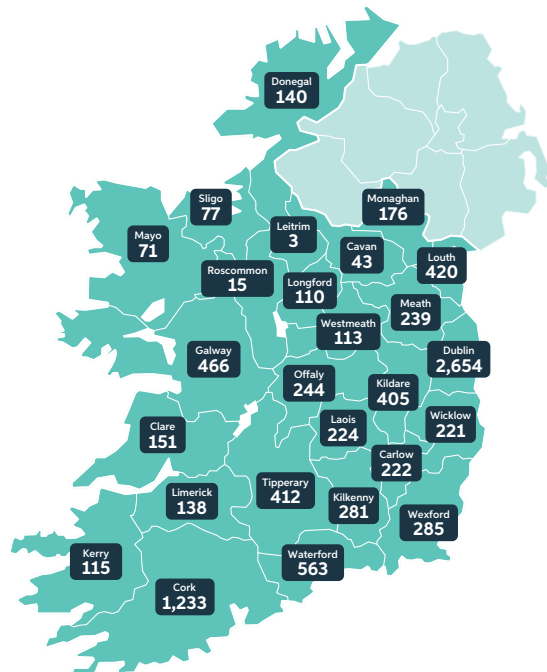 Donegal
140
Sligo
77
Monaghan
176
Mayo
71
Leitrim
3
Cavan
43
Louth
420
Roscommon
15
Longford
110
Meath
239
Westmeath
113
Galway
466
Dublin
2,654
Offaly
244
Kildare
405
Laois
224
Wicklow
221
Clare
151
Carlow
222
Tipperary
412
Limerick
138
Kilkenny
281
Wexford
285
Kerry
115
Waterford
563
Cork
1,233